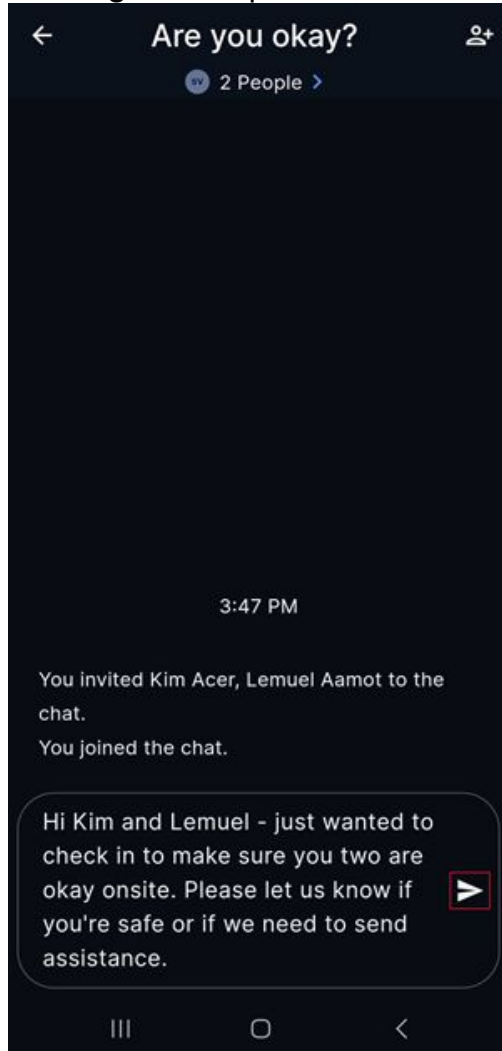 Are you okay?
SV 2 People >
3:47 PM
You invited Kim Acer, Lemuel Aamot to the
chat.
You joined the chat.
Hi Kim and Lemuel - just wanted to
check in to make sure you two are
okay onsite. Please let us know if
you're safe or if we need to send
assistance.